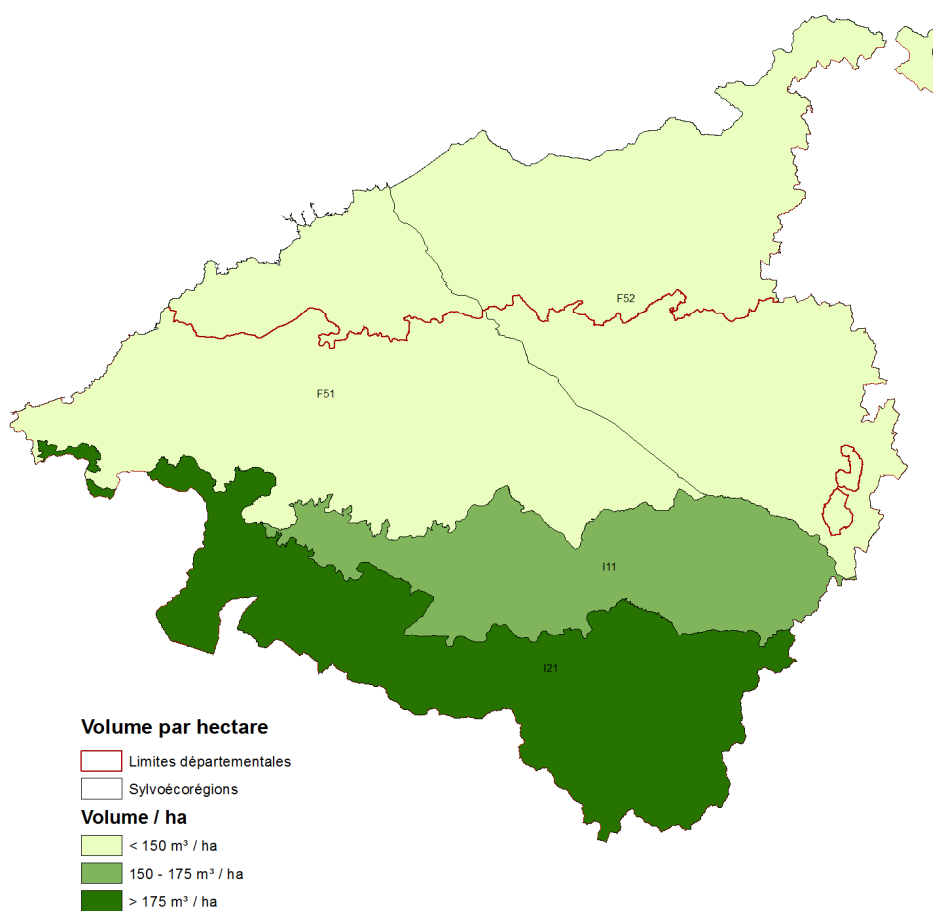 F52
F51
I11
I21
Volume par hectare
Limites départementales
Sylvoécorégions
Volume / ha
< 150 m³ / ha
150 - 175 m³ / ha
> 175 m³ / ha